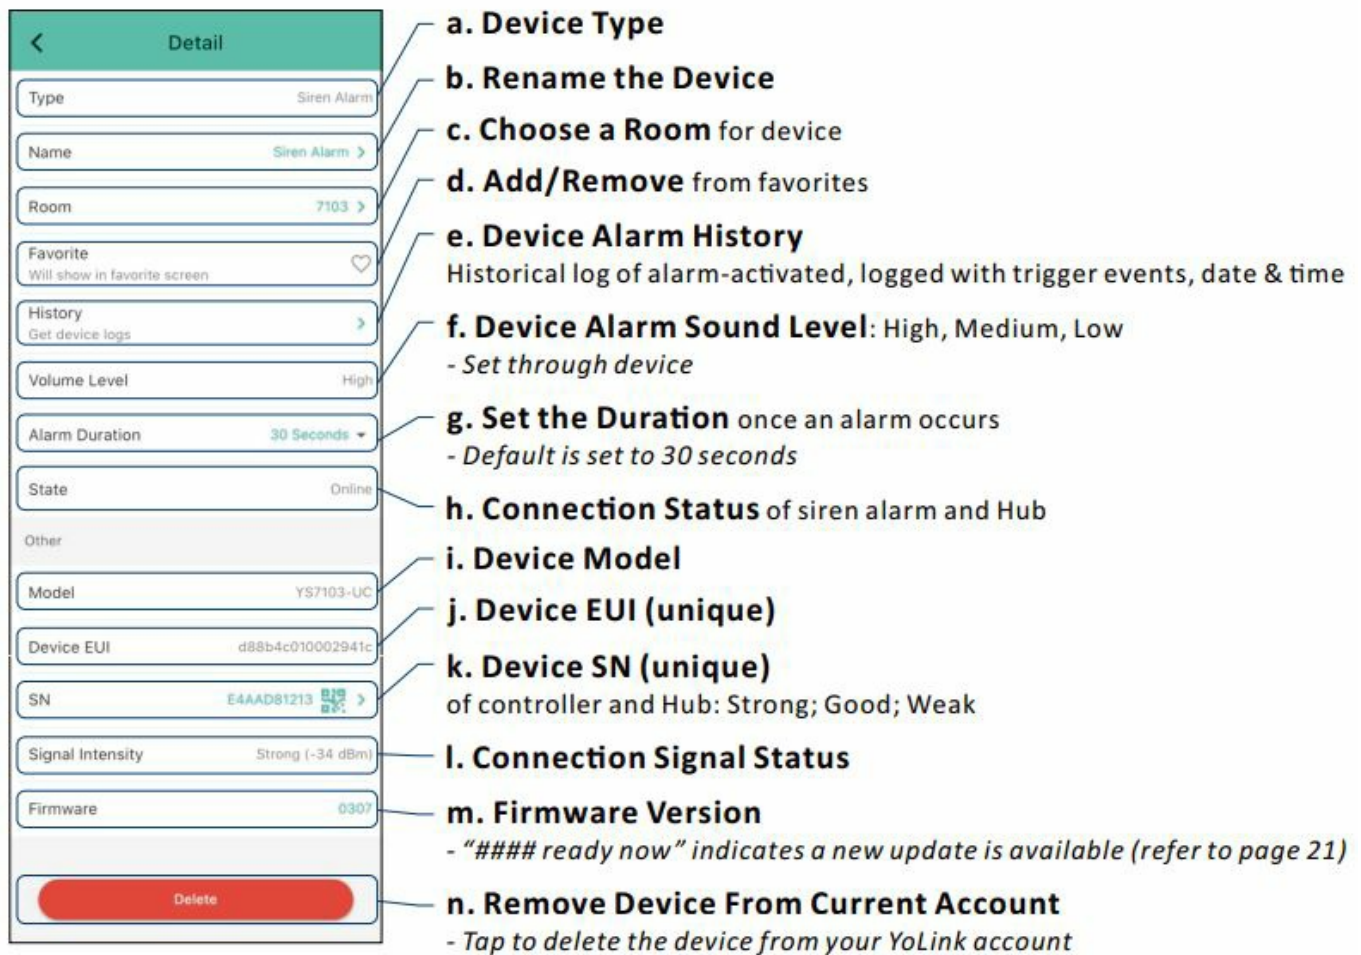 Detail
Type Siren Alarm
Name Siren Alarm >
Room 7103 >
Favorite
Will show in favorite screen
History
Get device logs >
Volume Level High
Alarm Duration 30 Seconds
State Online
Other
Model YS7103-UC
Device EUI d88b4c010002941c
SN E4AAD81213 >
Signal Intensity Strong (-34 dBm)
Firmware 0307
Delete
a. Device Type
b. Rename the Device
c. Choose a Room for device
d. Add/Remove from favorites
e. Device Alarm History
Historical log of alarm-activated, logged with trigger events, date & time
f. Device Alarm Sound Level: High, Medium, Low
- Set through device
g. Set the Duration once an alarm occurs
- Default is set to 30 seconds
h. Connection Status of siren alarm and Hub
i. Device Model
j. Device EUI (unique)
k. Device SN (unique)
of controller and Hub: Strong; Good; Weak
l. Connection Signal Status
m. Firmware Version
- “#### ready now” indicates a new update is available (refer to page 21)
n. Remove Device From Current Account
- Tap to delete the device from your YoLink account